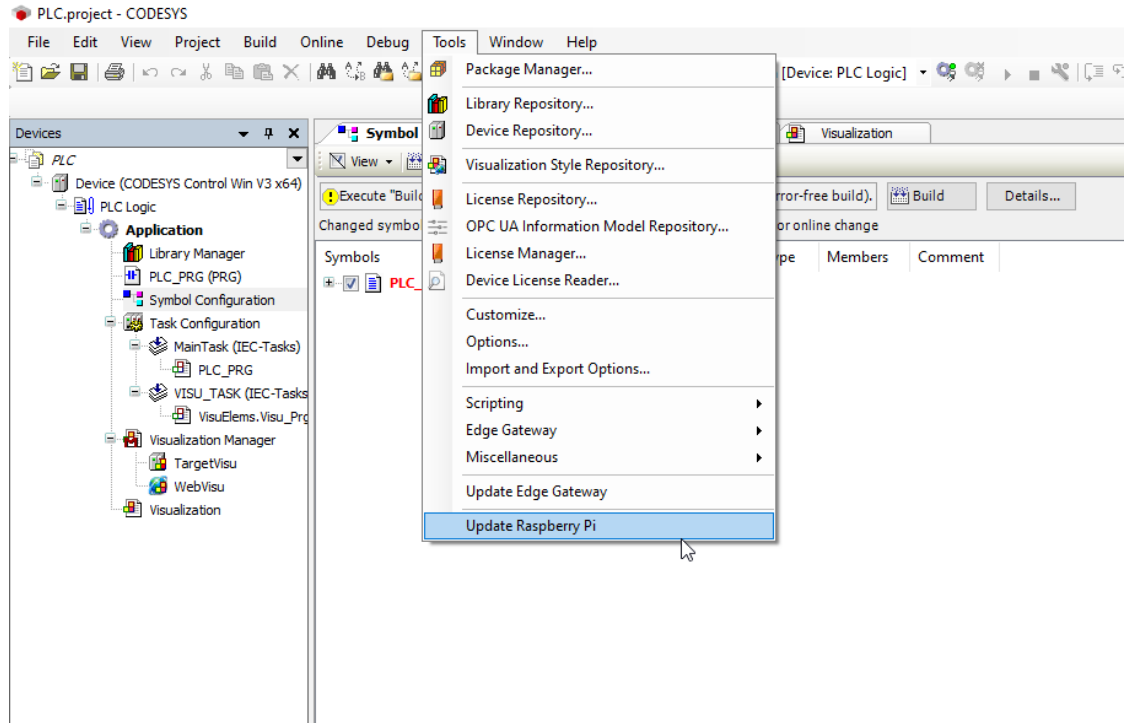 PLC.project - CODESYS
File Edit View Project Build Online Debug Tools Window Help
[Device: PLC Logic]
Package Manager...
Library Repository...
Device Repository...
Visualization Style Repository...
License Repository...
OPC UA Information Model Repository...
License Manager...
Device License Reader...
Customize...
Options...
Import and Export Options...
Scripting
Edge Gateway
Miscellaneous
Update Edge Gateway
Update Raspberry Pi
Devices
PLC
Device (CODESYS Control Win V3 x64)
PLC Logic
Application
Library Manager
PLC_PRG (PRG)
Symbol Configuration
Task Configuration
MainTask (IEC-Tasks)
PLC_PRG
VISU_TASK (IEC-Tasks
VisuElems.Visu_Prg
Visualization Manager
TargetVisu
WebVisu
Visualization
Symbol Visualization
View
Execute "Build rror-free build). Build Details...
Changed symbo or online change
Symbols ype Members Comment
PLC_